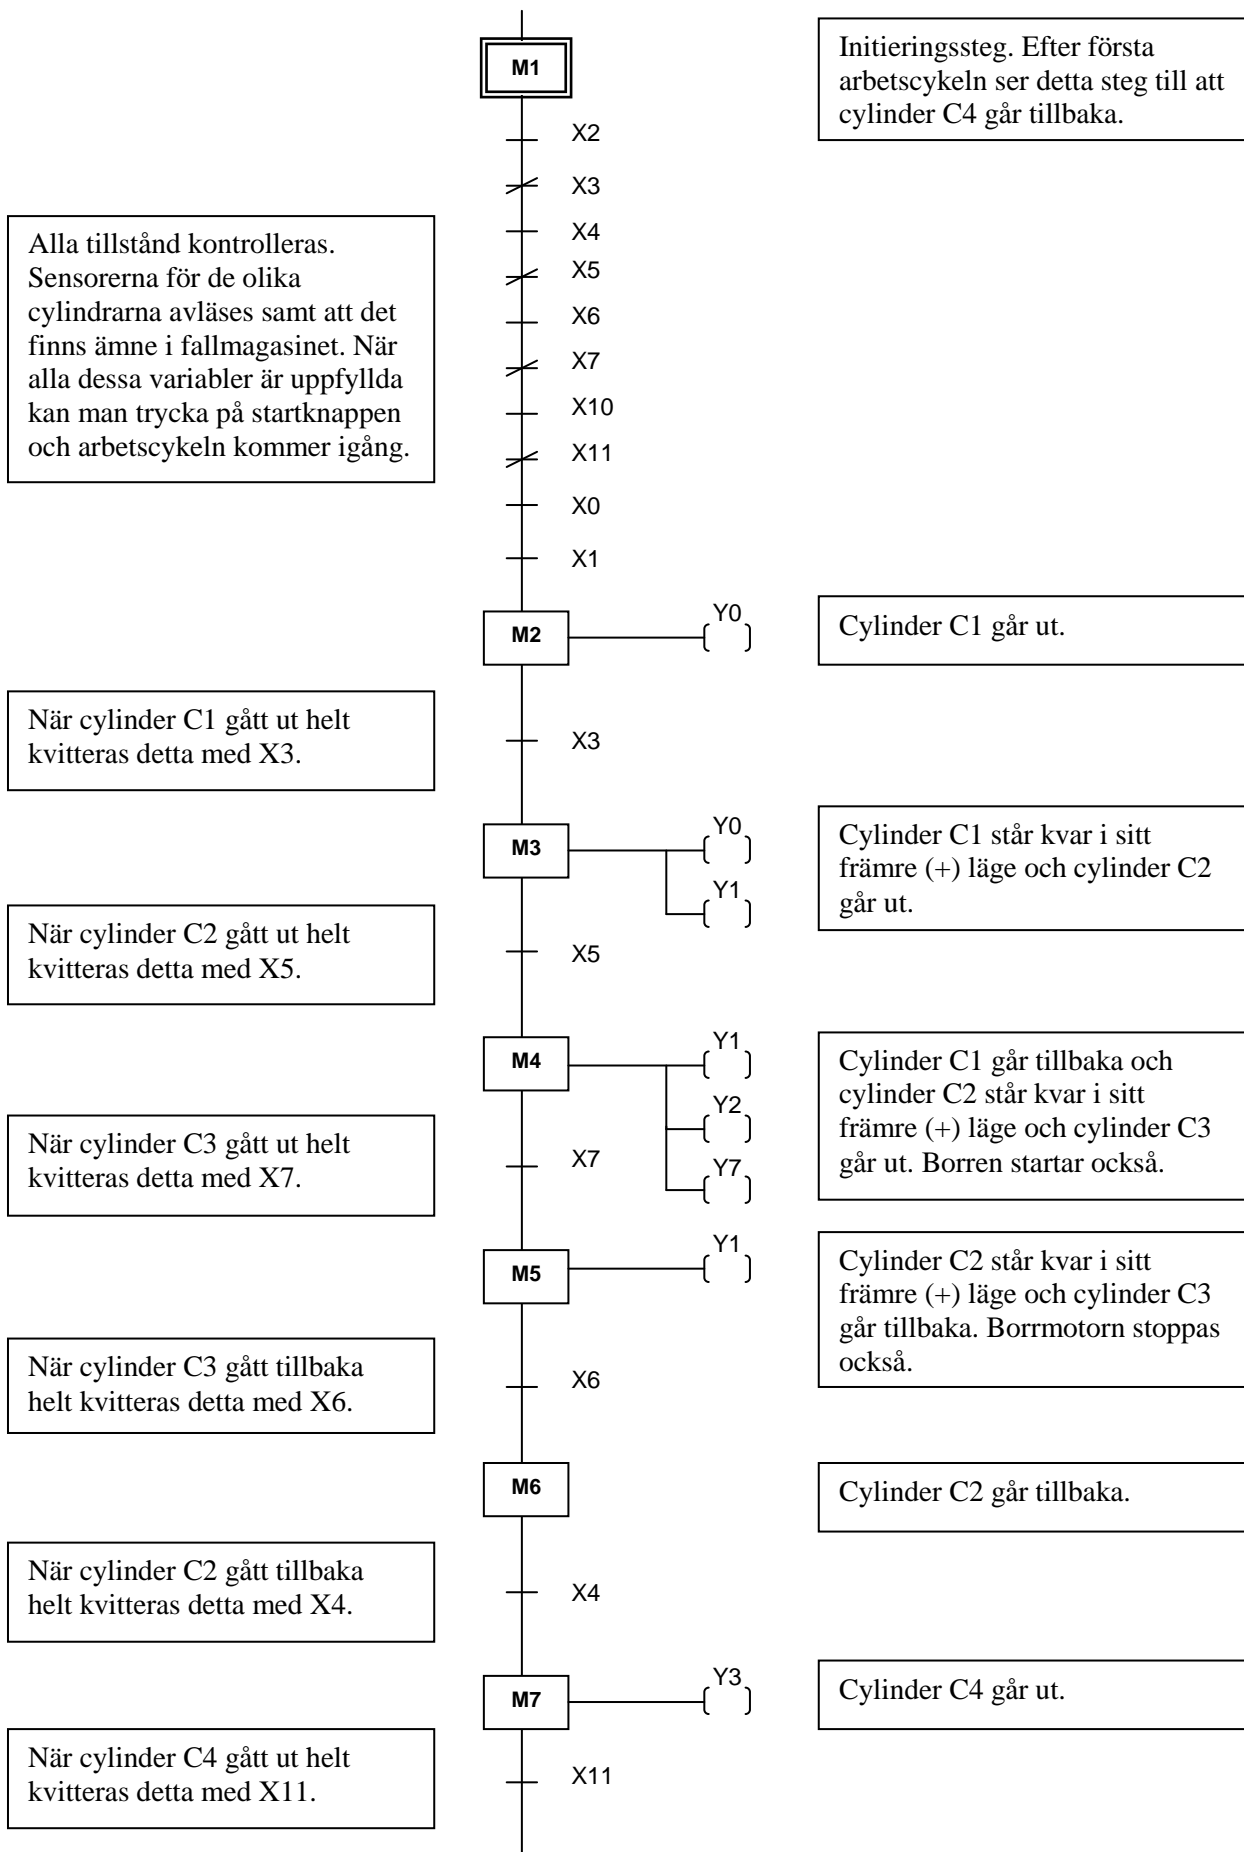 M1
Initieringssteg. Efter första
arbetscykeln ser detta steg till att
cylinder C4 går tillbaka.
X2
X3
X4
X5
X6
X7
X10
X11
X0
X1
Alla tillstånd kontrolleras.
Sensorerna för de olika
cylindrarna avläses samt att det
finns ämne i fallmagasinet. När
alla dessa variabler är uppfyllda
kan man trycka på startknappen
och arbetscykeln kommer igång.
M2
Y0
Cylinder C1 går ut.
När cylinder C1 gått ut helt
kvitteras detta med X3.
X3
M3
Y0
Y1
Cylinder C1 står kvar i sitt
främre (+) läge och cylinder C2
går ut.
När cylinder C2 gått ut helt
kvitteras detta med X5.
X5
M4
Y1
Y2
Y7
Cylinder C1 går tillbaka och
cylinder C2 står kvar i sitt
främre (+) läge och cylinder C3
går ut. Borren startar också.
När cylinder C3 gått ut helt
kvitteras detta med X7.
X7
M5
Y1
Cylinder C2 står kvar i sitt
främre (+) läge och cylinder C3
går tillbaka. Borrmotorn stoppas
också.
När cylinder C3 gått tillbaka
helt kvitteras detta med X6.
X6
M6
Cylinder C2 går tillbaka.
När cylinder C2 gått tillbaka
helt kvitteras detta med X4.
X4
M7
Y3
Cylinder C4 går ut.
När cylinder C4 gått ut helt
kvitteras detta med X11.
X11